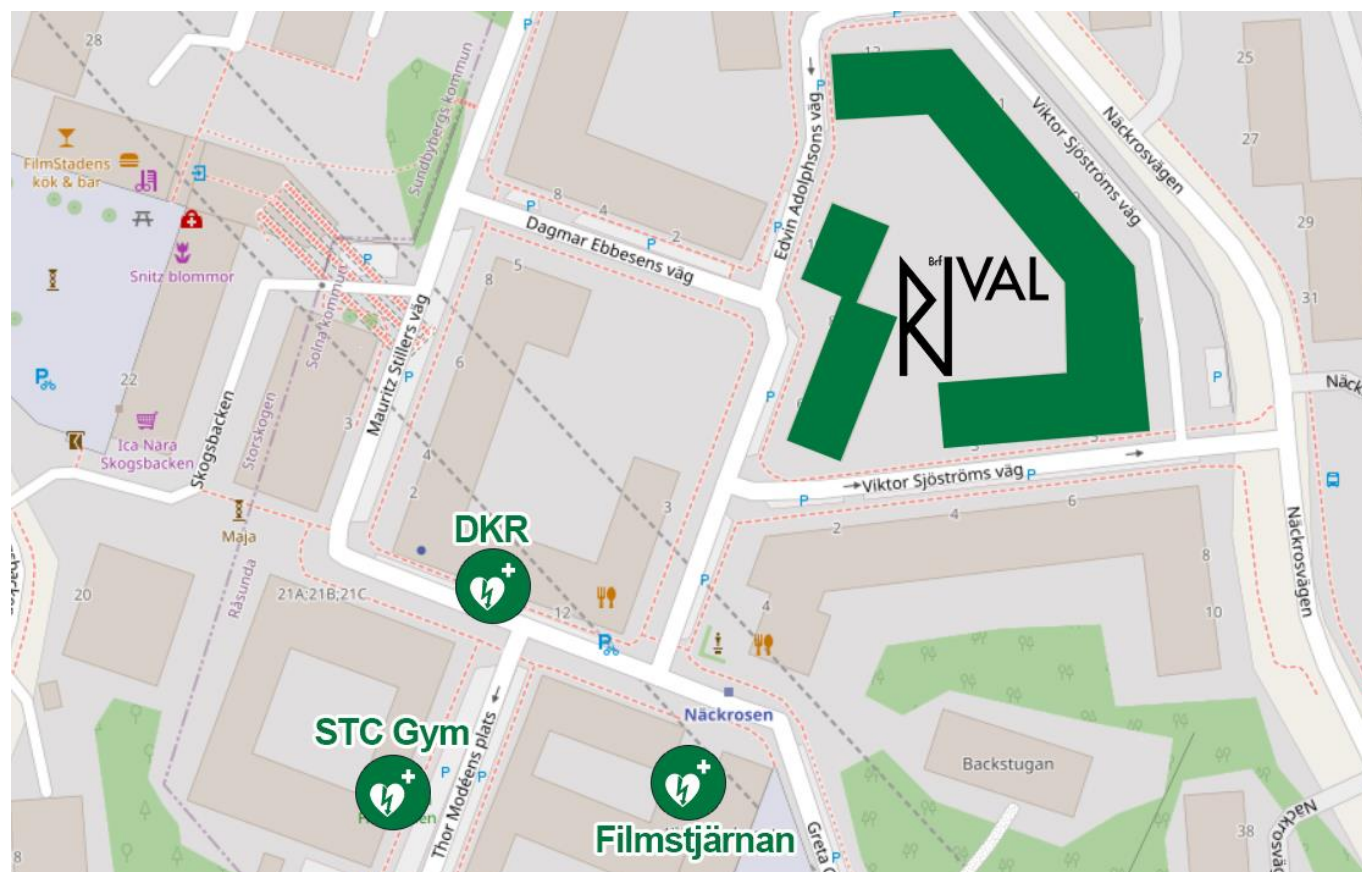 28
FilmStadens
kök & bar
Snitz blommor
22
Ica Nära
Skogsbacken
Maja
20
Skogsbacken
Storskogen
Solna kommun
Sundbybergs kommun
Råsunda
3
Mauritz Stillers väg
8
5
6
4
2
3
12
8
4
2
Dagmar Ebbesens väg
Edvin Adolphsons väg
Viktor Sjöströms väg
Näckrosvägen
25
27
29
31
Brf
RIVAL
Viktor Sjöströms väg
2
4
6
8
10
4
Näckrosvägen
DKR
21A;21B;21C
STC Gym
Thor Modéens plats
Näckrosen
Filmstjärnan
Greta
Backstugan
38